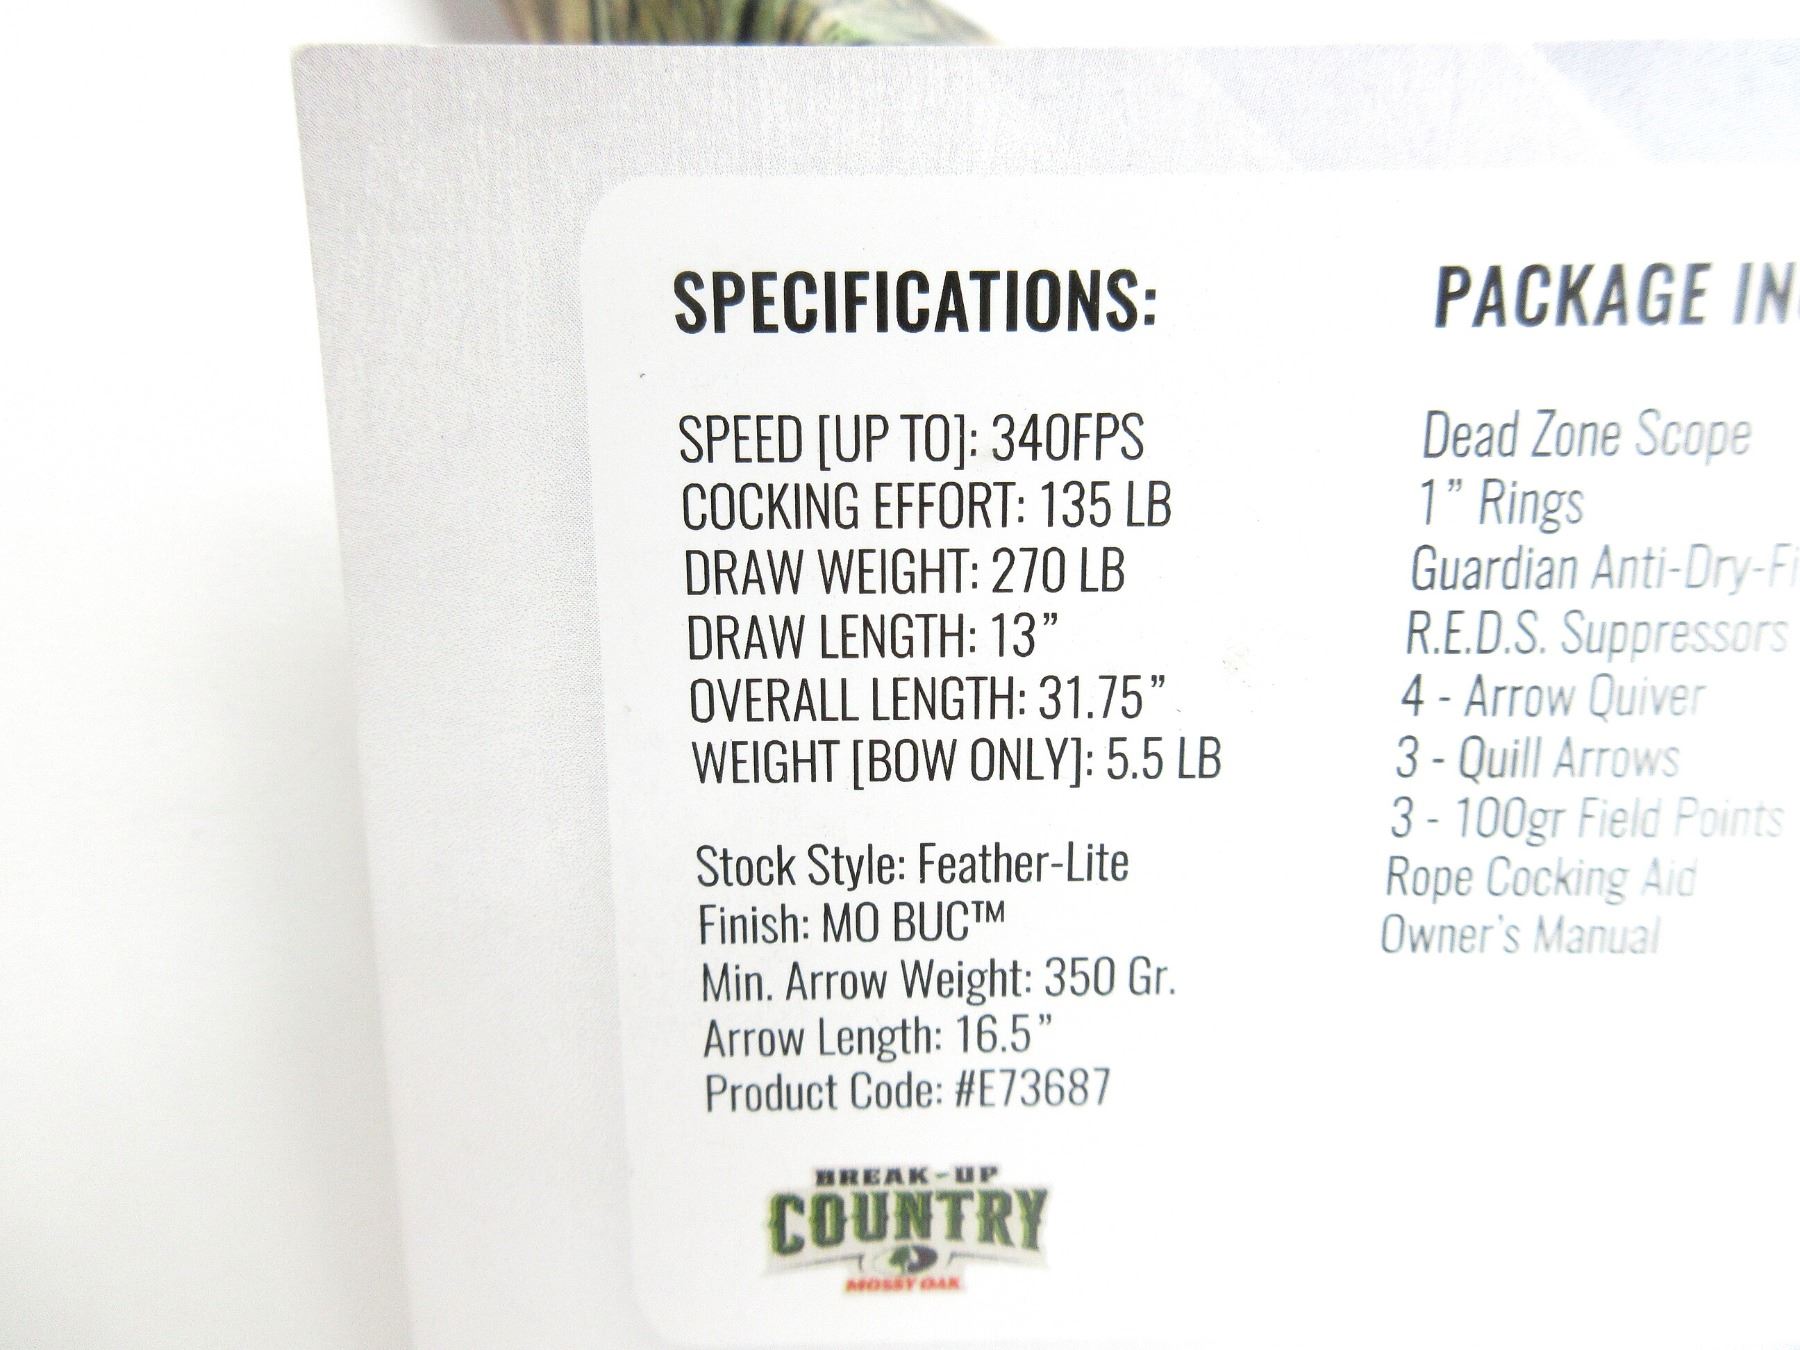 SPECIFICATIONS:
SPEED [UP TO]: 340FPS
COCKING EFFORT: 135 LB
DRAW WEIGHT: 270 LB
DRAW LENGTH: 13”
OVERALL LENGTH: 31.75”
WEIGHT [BOW ONLY]: 5.5 LB
Stock Style: Feather-Lite
Finish: MO BUC™
Min. Arrow Weight: 350 Gr.
Arrow Length: 16.5”
Product Code: #E73687
BREAK-UP
COUNTRY
MOSSY OAK
PACKAGE
Dead Zone Scope
1” Rings
Guardian Anti-Dry-Fi
R.E.D.S. Suppressors
4 - Arrow Quiver
3 - Quill Arrows
3 - 100gr Field Points
Rope Cocking Aid
Owner's Manual